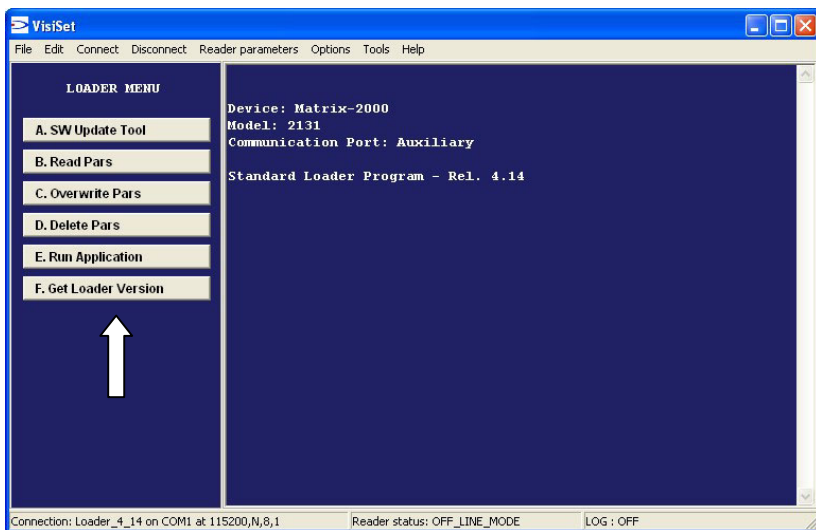 VisiSet
File Edit Connect Disconnect Reader parameters Options Tools Help
LOADER MENU
A. SW Update Tool
B. Read Pars
C. Overwrite Pars
D. Delete Pars
E. Run Application
F. Get Loader Version
Device: Matrix-2000
Model: 2131
Communication Port: Auxiliary
Standard Loader Program - Rel. 4.14
Connection: Loader_4_14 on COM1 at 115200,N,8,1 Reader status: OFF_LINE_MODE LOG : OFF